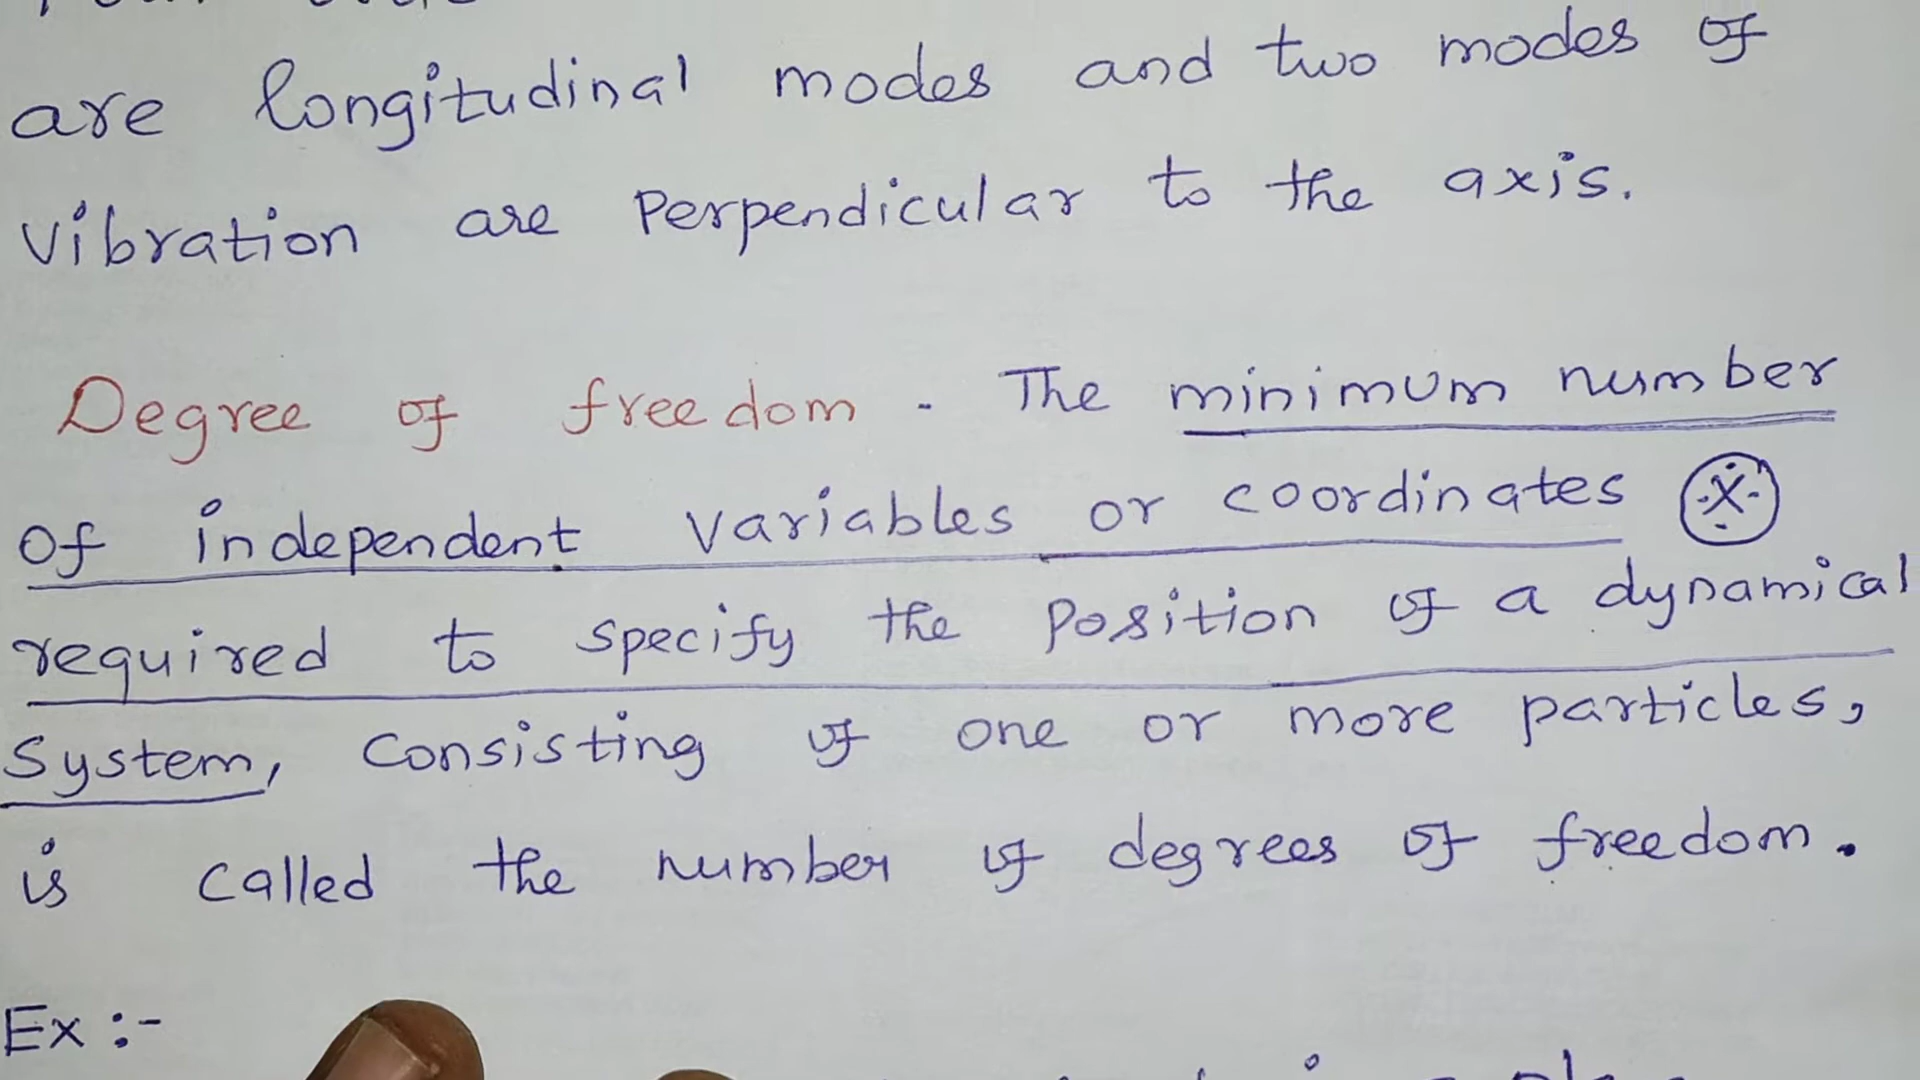 are longitudinal modes and two modes of
vibration are perpendicular to the axis.
Degree of freedom - The minimum number
of independent variables or coordinates
required to specify the position of a dynamical
system, consisting of one or more particles,
is called the number of degrees of freedom.
Ex :-